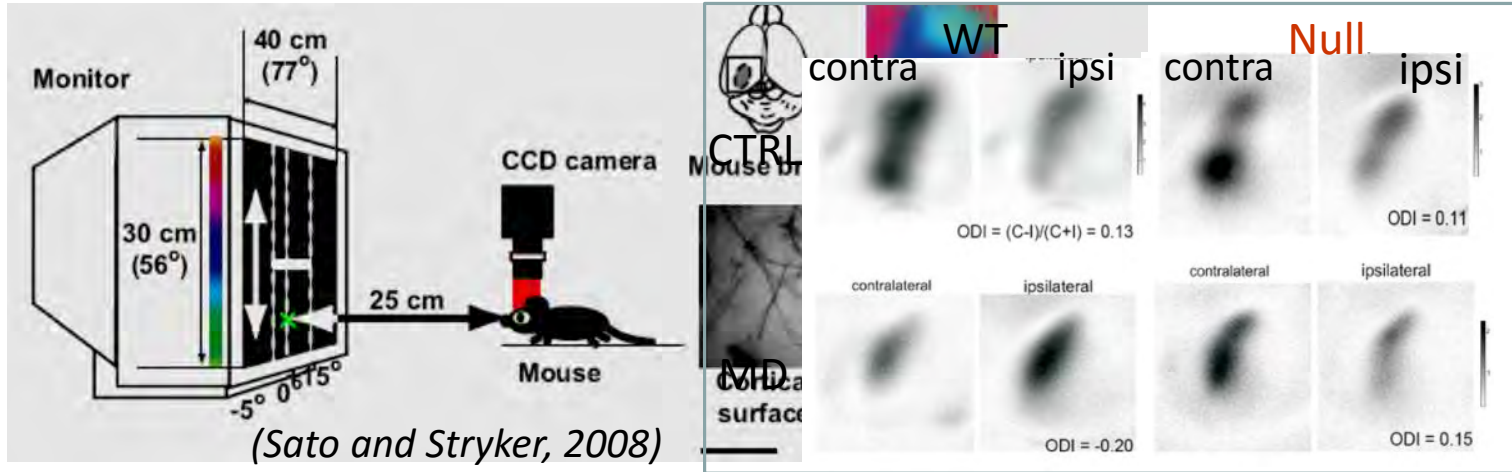 40 cm
(77°)
Monitor
30 cm
(56°)
CCD camera
25 cm
Mouse
-5° 0° 15°
(Sato and Stryker, 2008)
CTRL
MD
surface
WT
contra
ipsi
Null
contra
ipsi
ODI = (C-I)/(C+I) = 0.13
ODI = 0.11
contralateral
ipsilateral
contralateral
ipsilateral
ODI = -0.20
ODI = 0.15